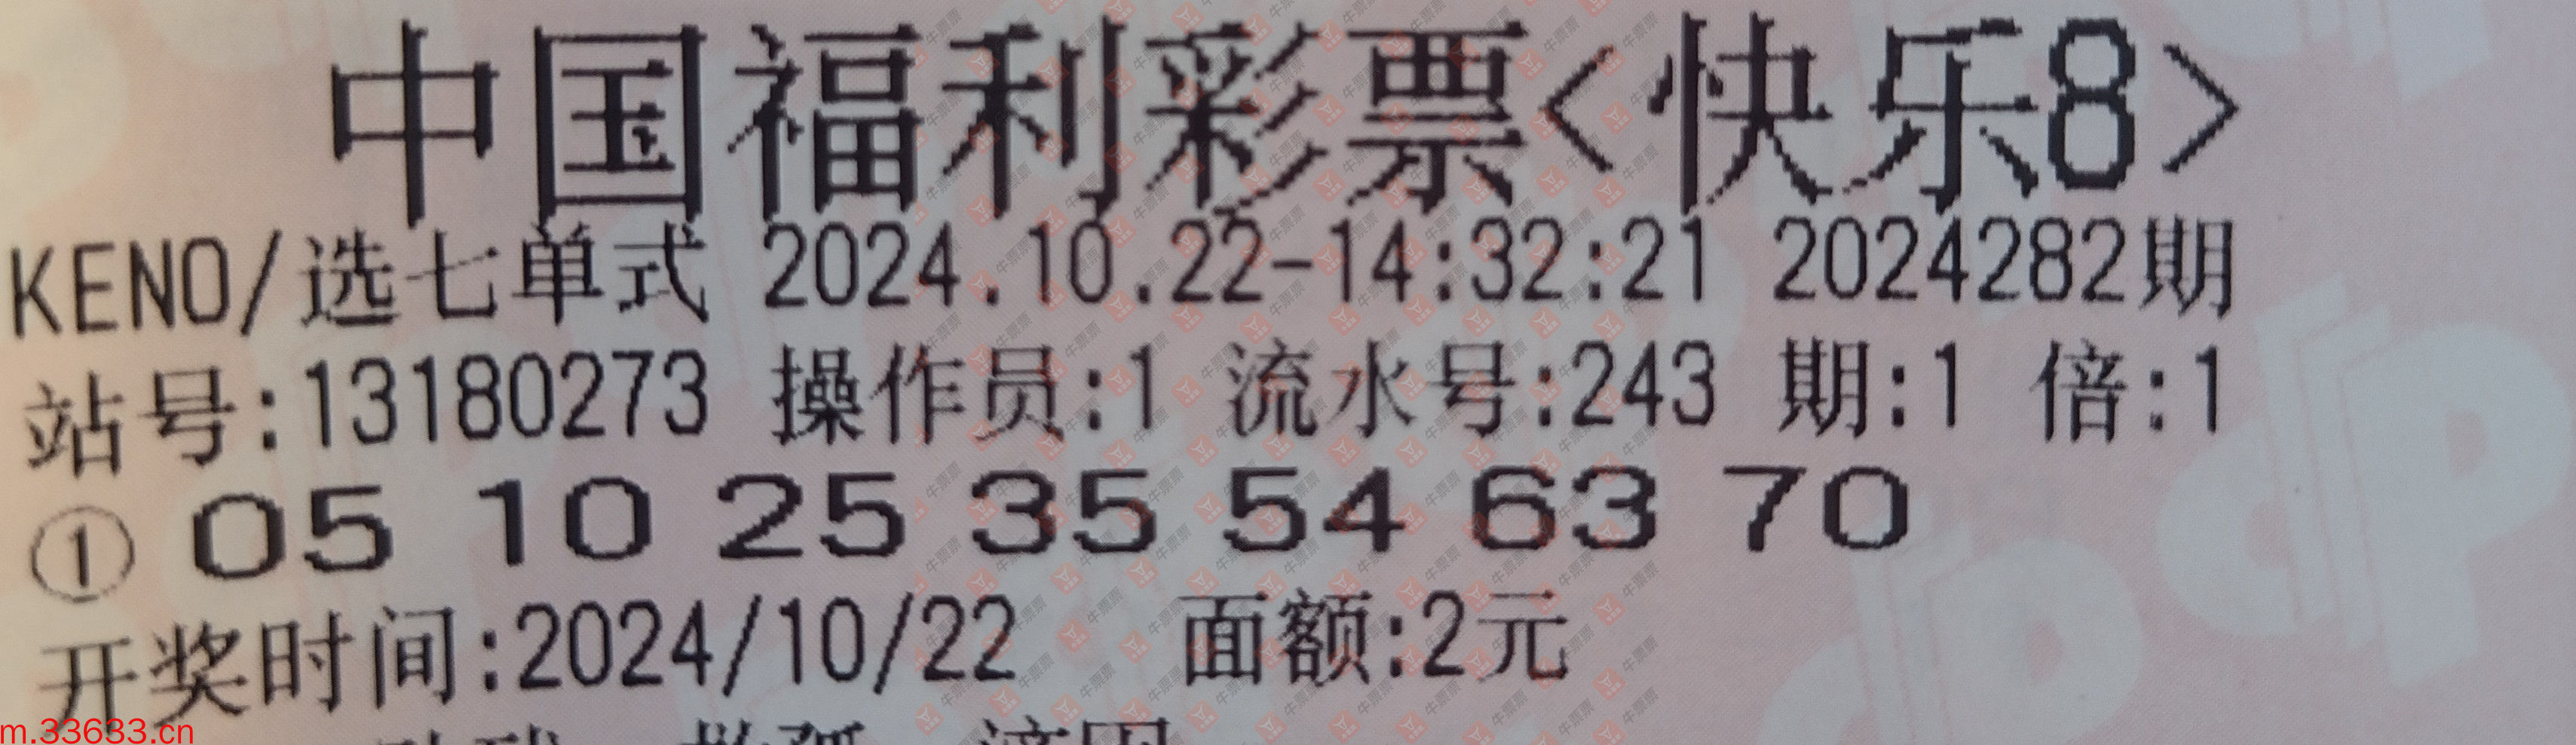 中国福利彩票<快乐8>
KENO/选七单式 2024.10.22-14:32:21 2024282期
站号:13180273 操作员:1 流水号:243 期:1 倍:1
① 05 10 25 35 54 63 70
开奖时间:2024/10/22 面额:2元
m.33633.cn